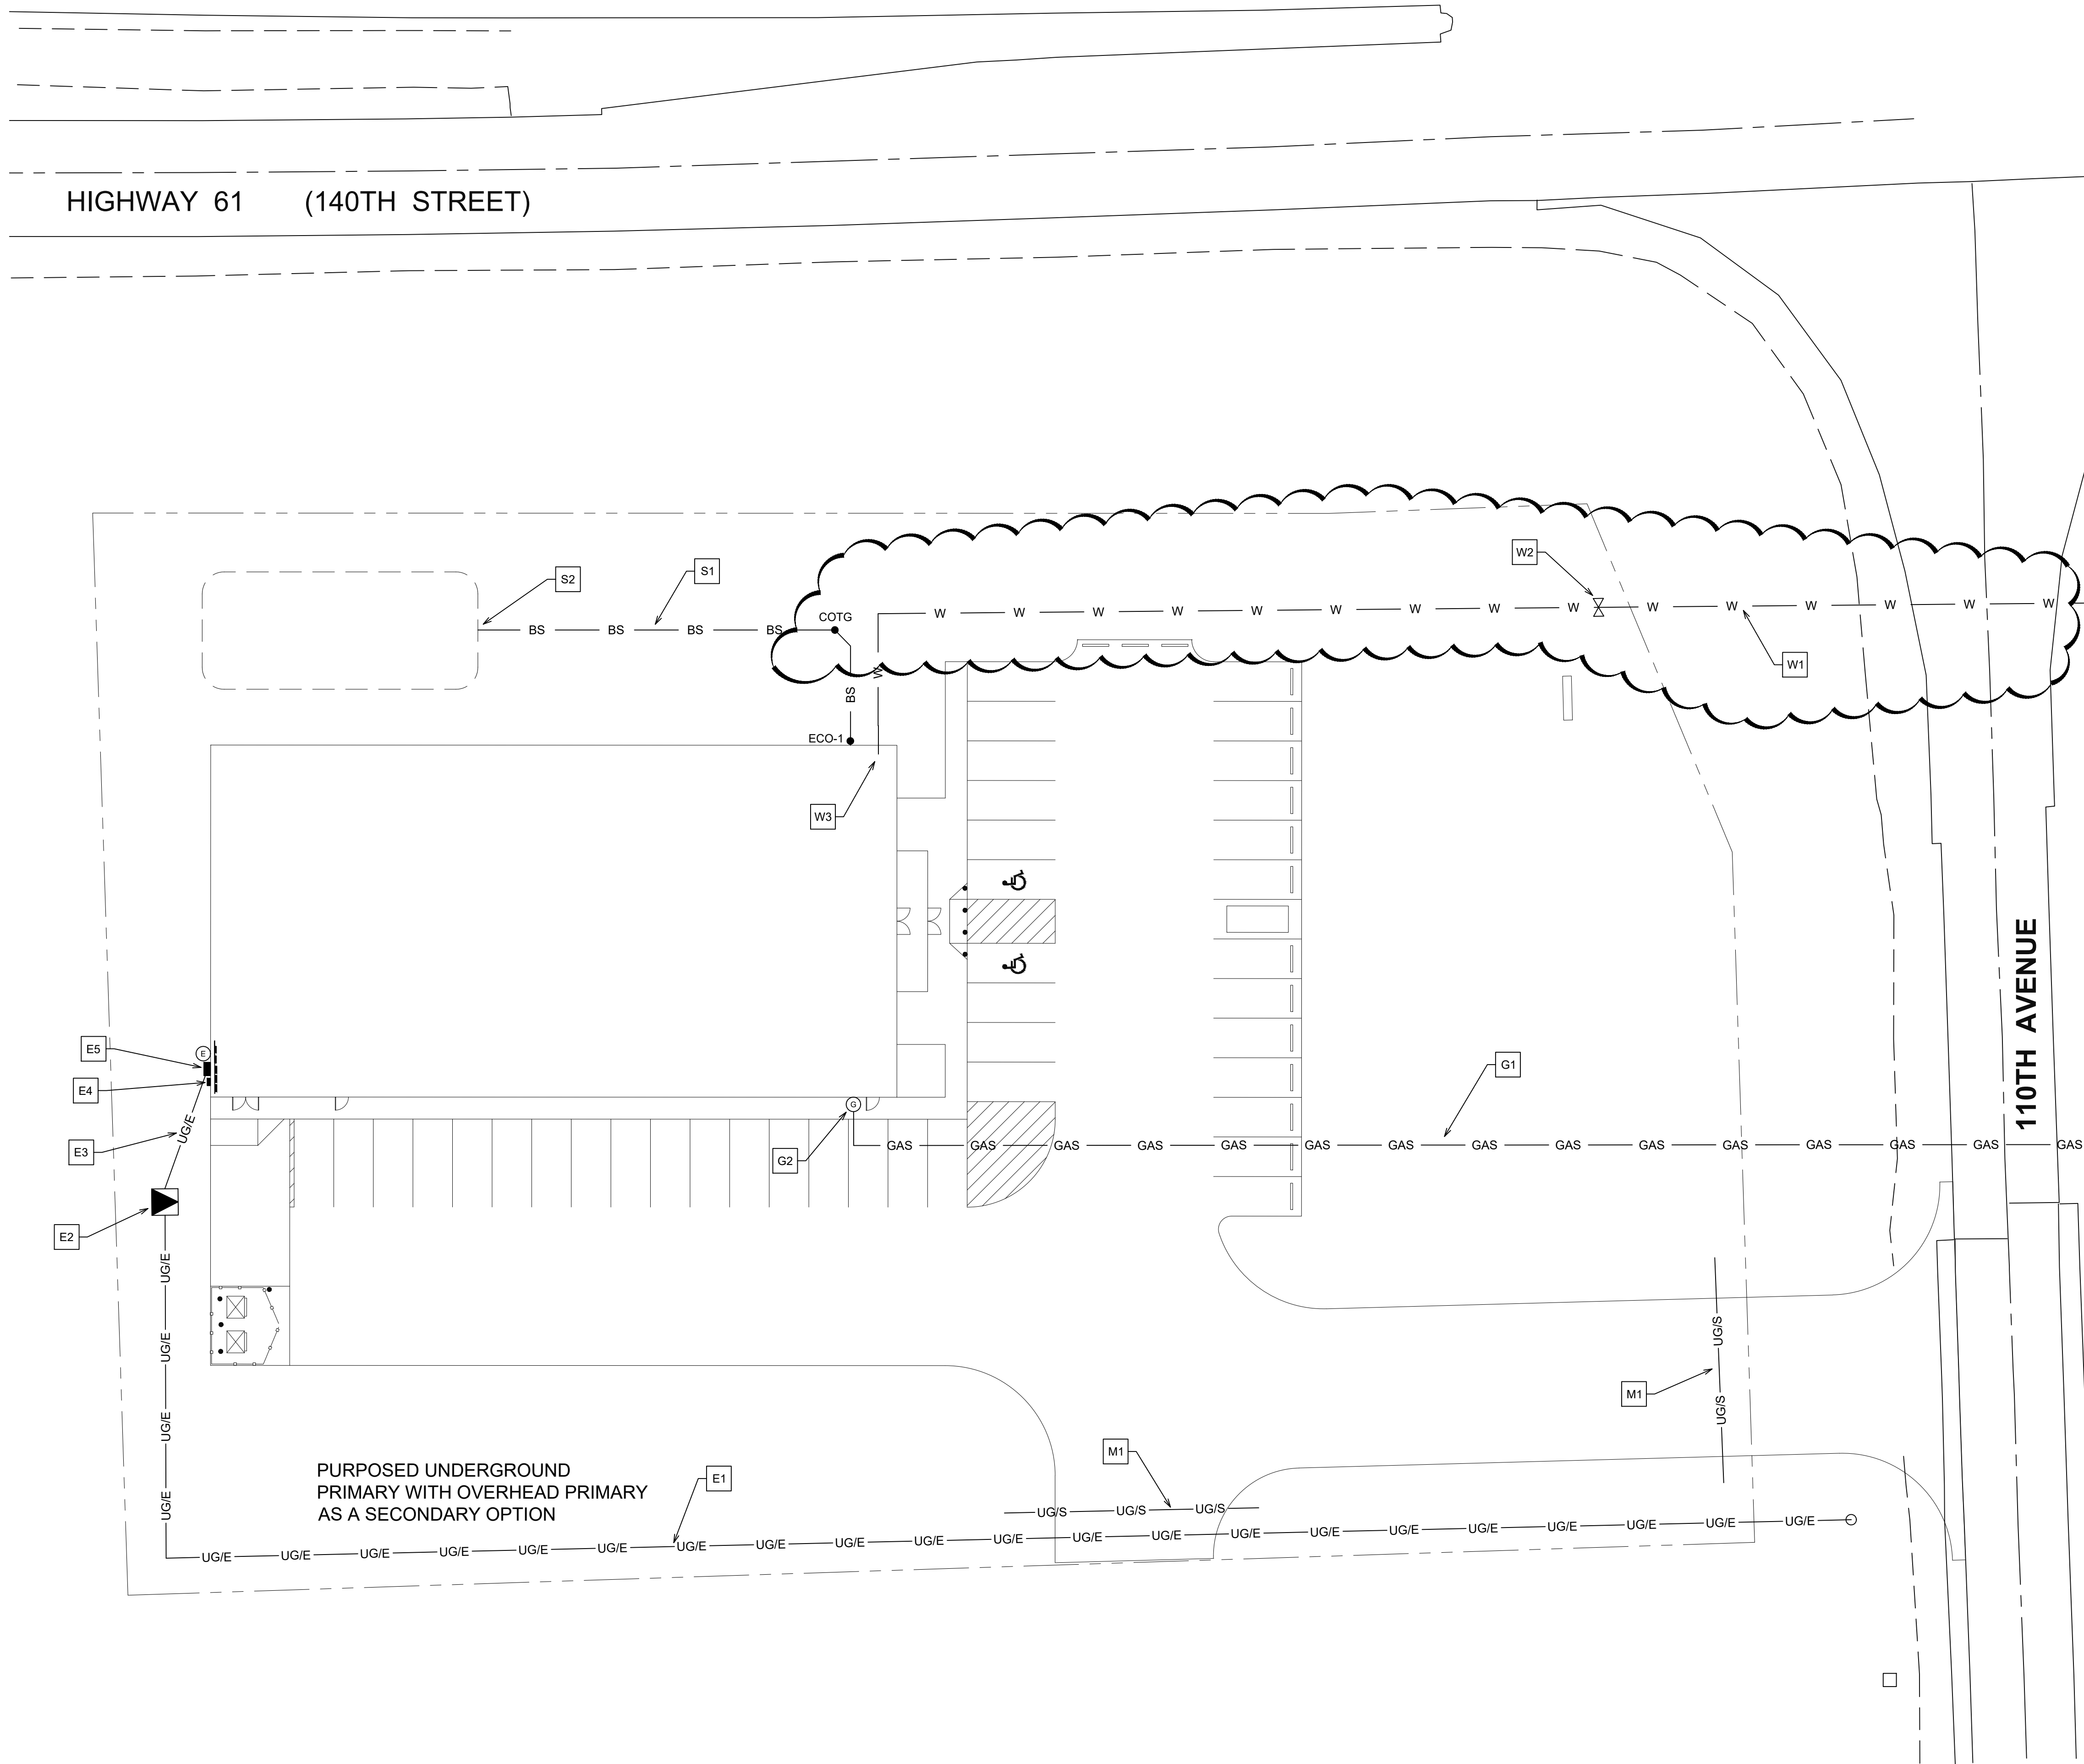 HIGHWAY 61 (140TH STREET)
W2
S2
S1
COTG
W W W W W W W W W W W W W W W
BS BS BS BS
W1
W
BS
ECO-1
W3
110TH AVENUE
E5
E
E4
G1
G
UG/E
E3
G2
GAS GAS GAS GAS GAS GAS GAS GAS GAS GAS GAS GAS GAS GAS GAS
E2
UG/E
UG/E
UG/E
UG/E
UG/S
UG/S
M1
M1
PURPOSED UNDERGROUND
PRIMARY WITH OVERHEAD PRIMARY
AS A SECONDARY OPTION
E1
UG/S UG/S UG/S
UG/E UG/E UG/E UG/E UG/E UG/E UG/E UG/E UG/E UG/E UG/E UG/E UG/E UG/E UG/E UG/E UG/E UG/E UG/E UG/E UG/E